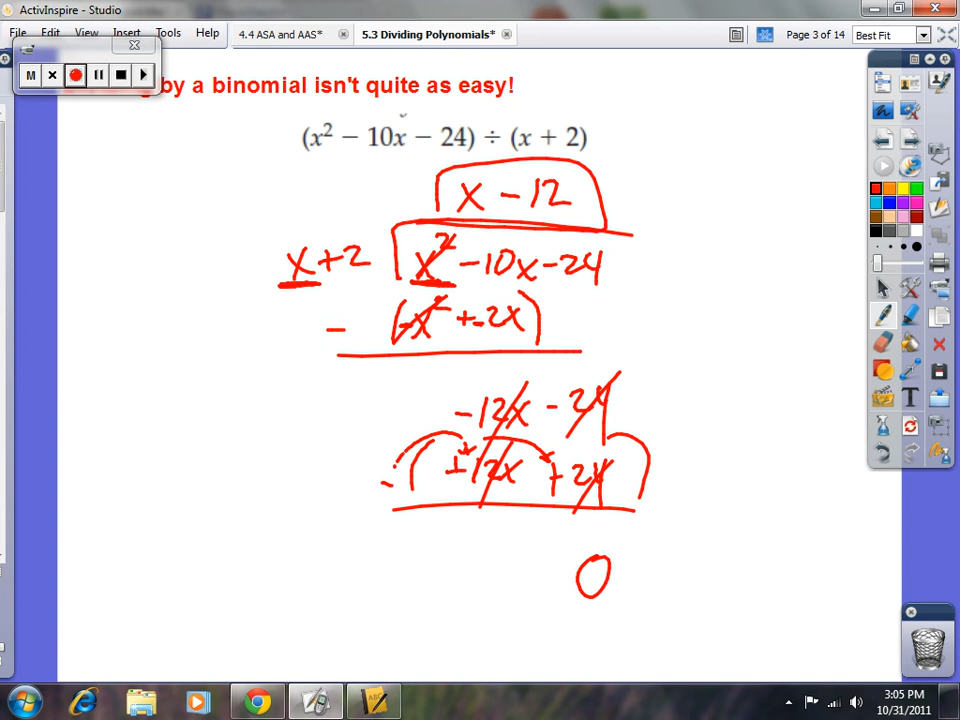 ActivInspire - Studio
File Edit View Insert Tools Help
4.4 ASA and AAS*
5.3 Dividing Polynomials*
Page 3 of 14
Best Fit
M
by a binomial isn't quite as easy!
(x² − 10x − 24) ÷ (x + 2)
x - 12
x+2 x² -10x-24
- (-x² +-2x)
-12x - 24
- ( +12x + 24
0
T
3:05 PM
10/31/2011